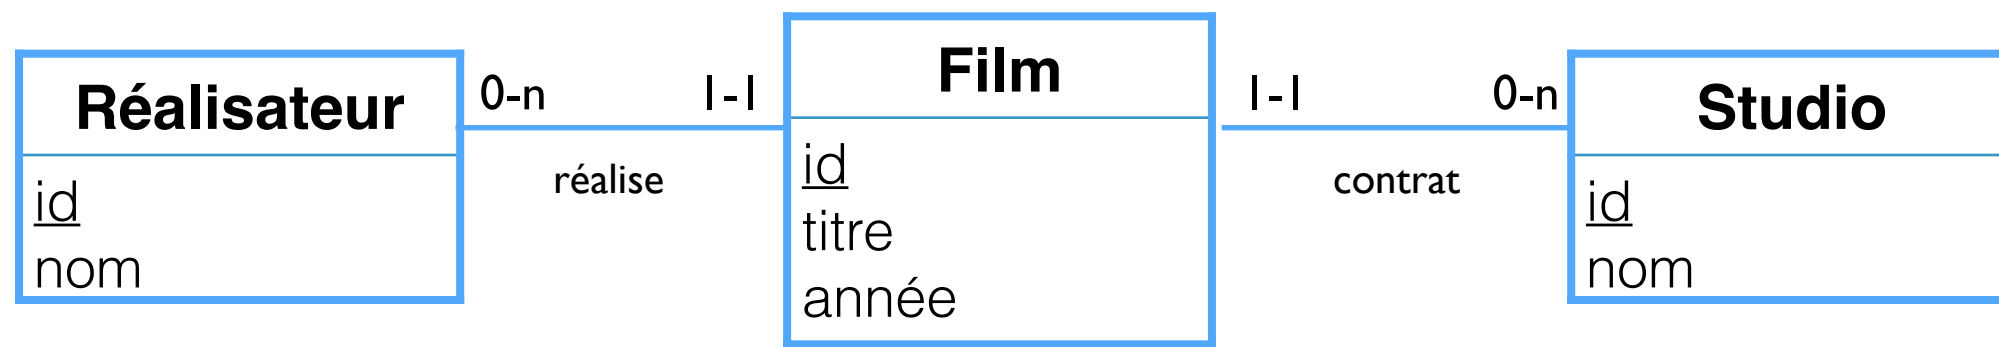 Réalisateur
id
nom
0-n
1-1
réalise
Film
id
titre
année
1-1
0-n
contrat
Studio
id
nom